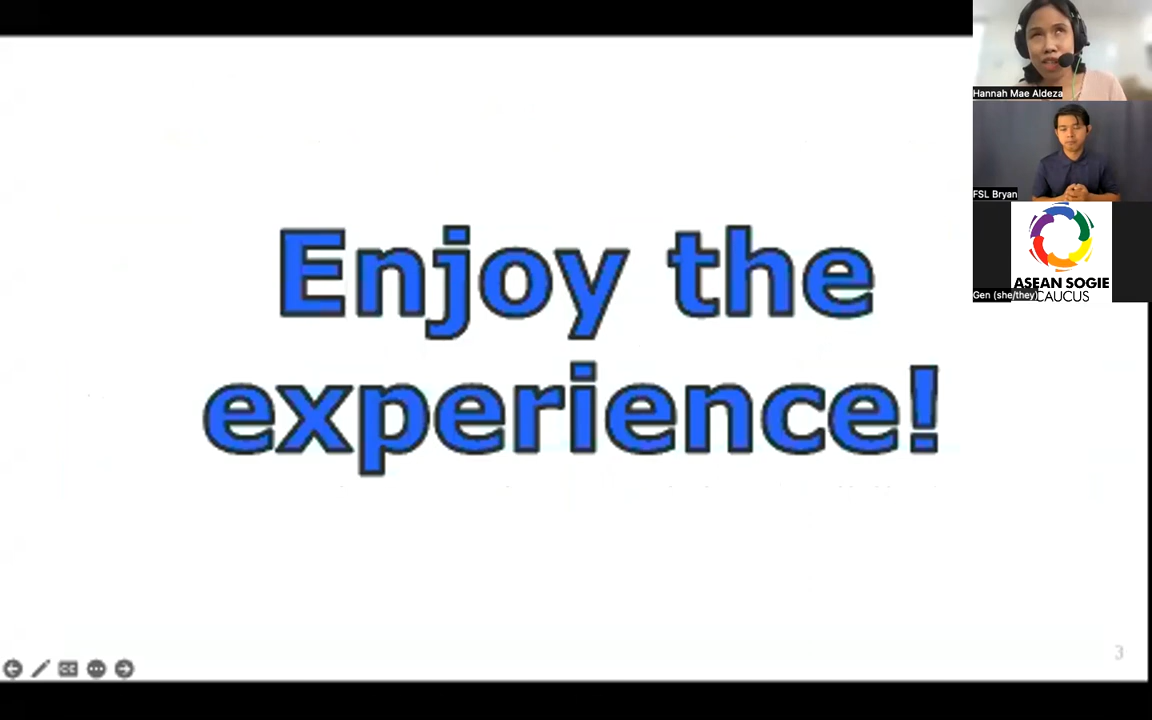 Enjoy the
experience!
3
Hannah Mae Aldeza
FSL Bryan
ASEAN SOGIE
CAUCUS
Gen (she/they)